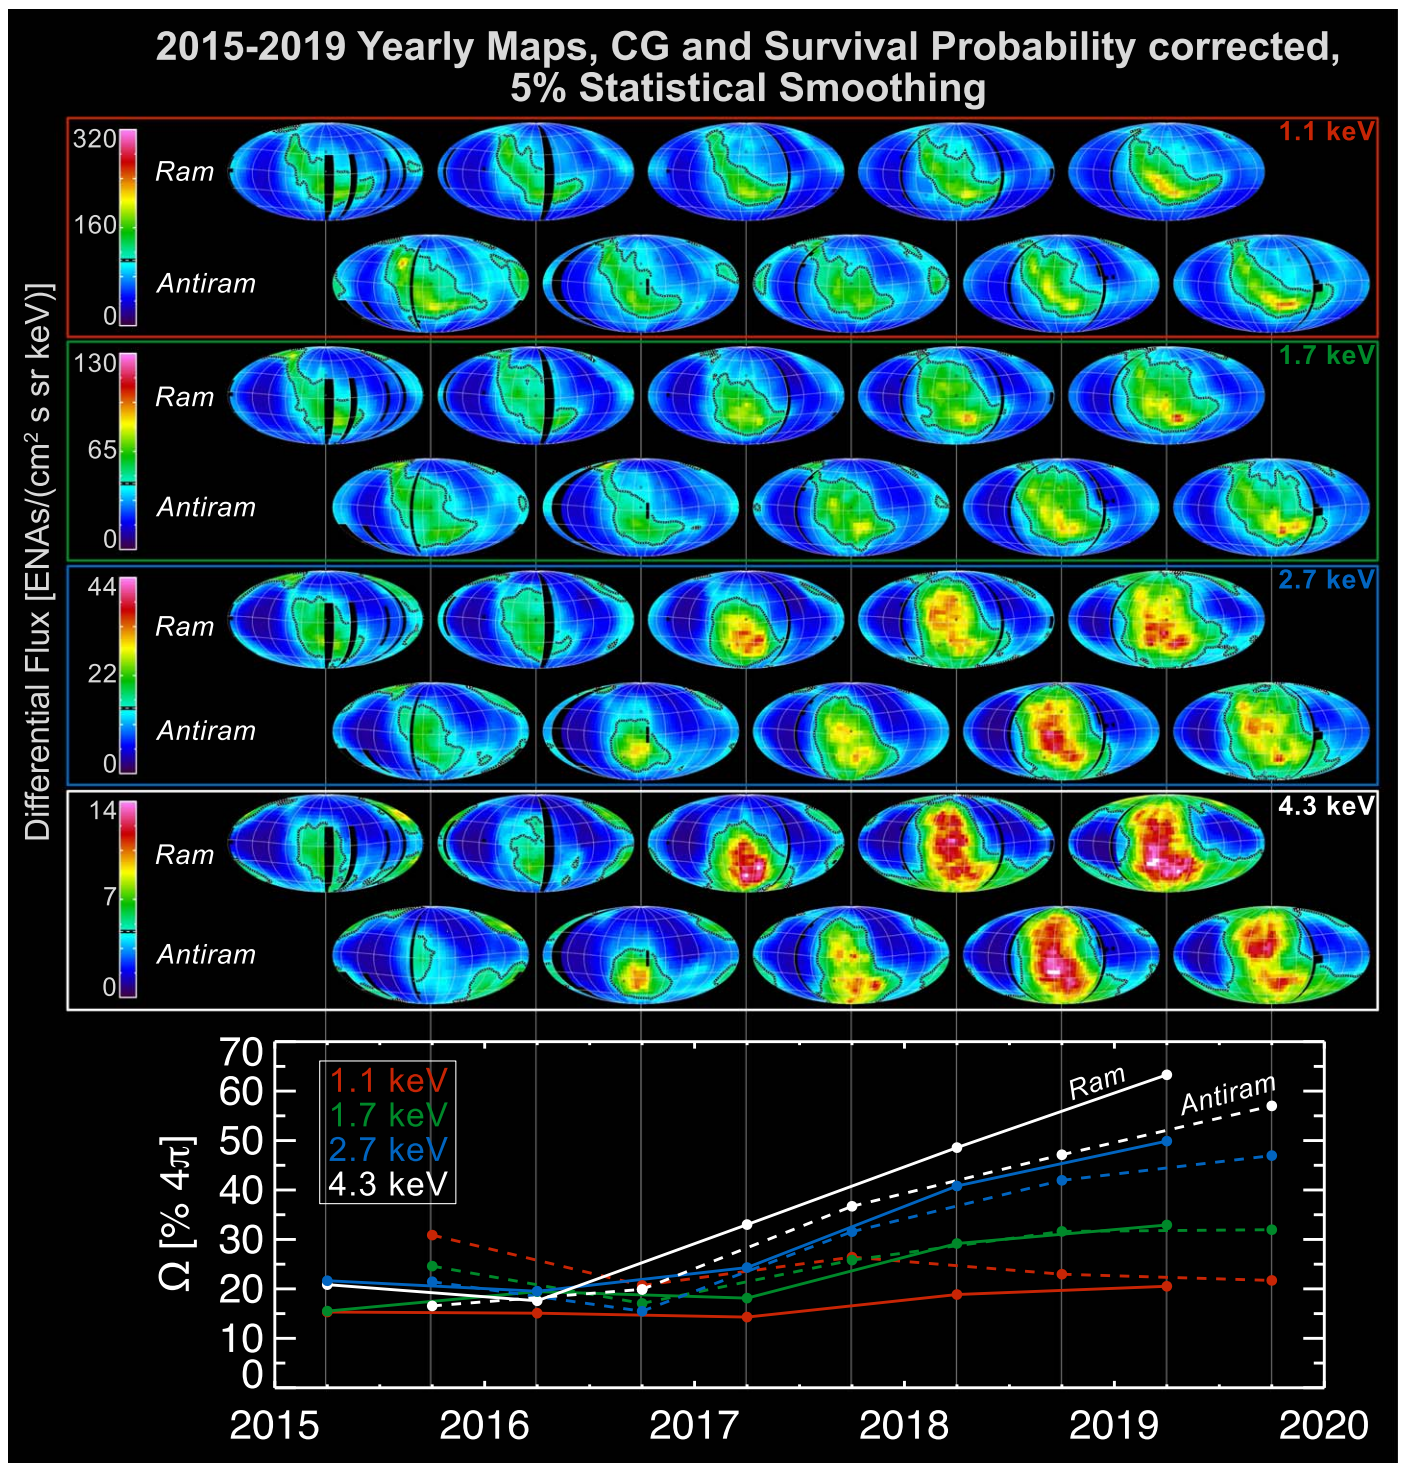 2015-2019 Yearly Maps, CG and Survival Probability corrected,
5% Statistical Smoothing
Differential Flux [ENAs/(cm² s sr keV)]
1.1 keV
320
160
0
Ram
Antiram
1.7 keV
130
65
0
Ram
Antiram
2.7 keV
44
22
0
Ram
Antiram
4.3 keV
14
7
0
Ram
Antiram
Ω [% 4π]
70
60
50
40
30
20
10
0
1.1 keV
1.7 keV
2.7 keV
4.3 keV
Ram
Antiram
2015 2016 2017 2018 2019 2020